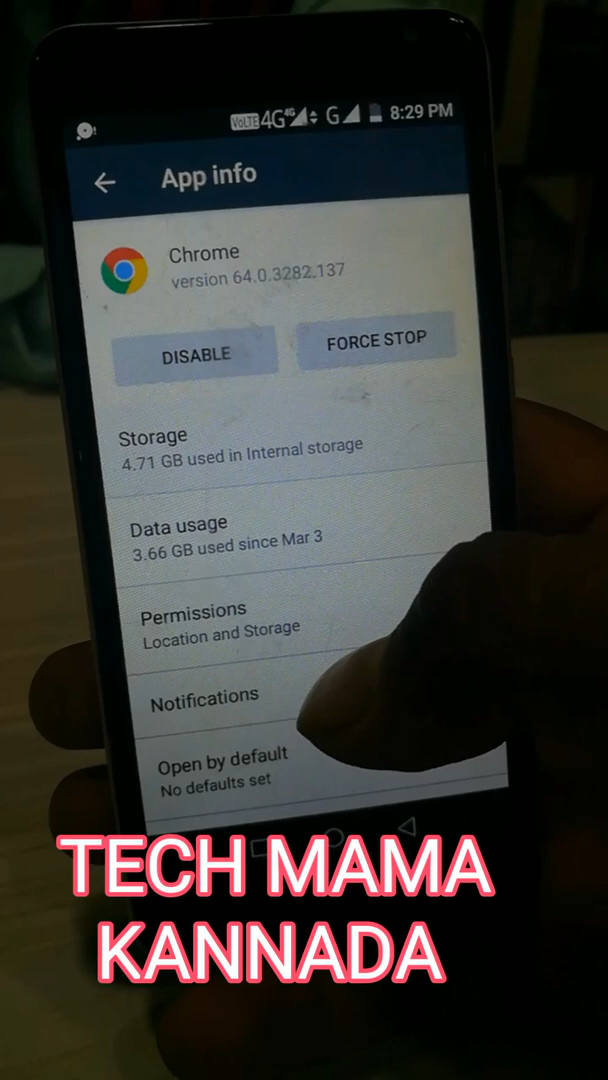 VoLTE 4G 4G G 8:29 PM
App info
Chrome
version 64.0.3282.137
DISABLE FORCE STOP
Storage
4.71 GB used in Internal storage
Data usage
3.66 GB used since Mar 3
Permissions
Location and Storage
Notifications
Open by default
No defaults set
TECH MAMA
KANNADA